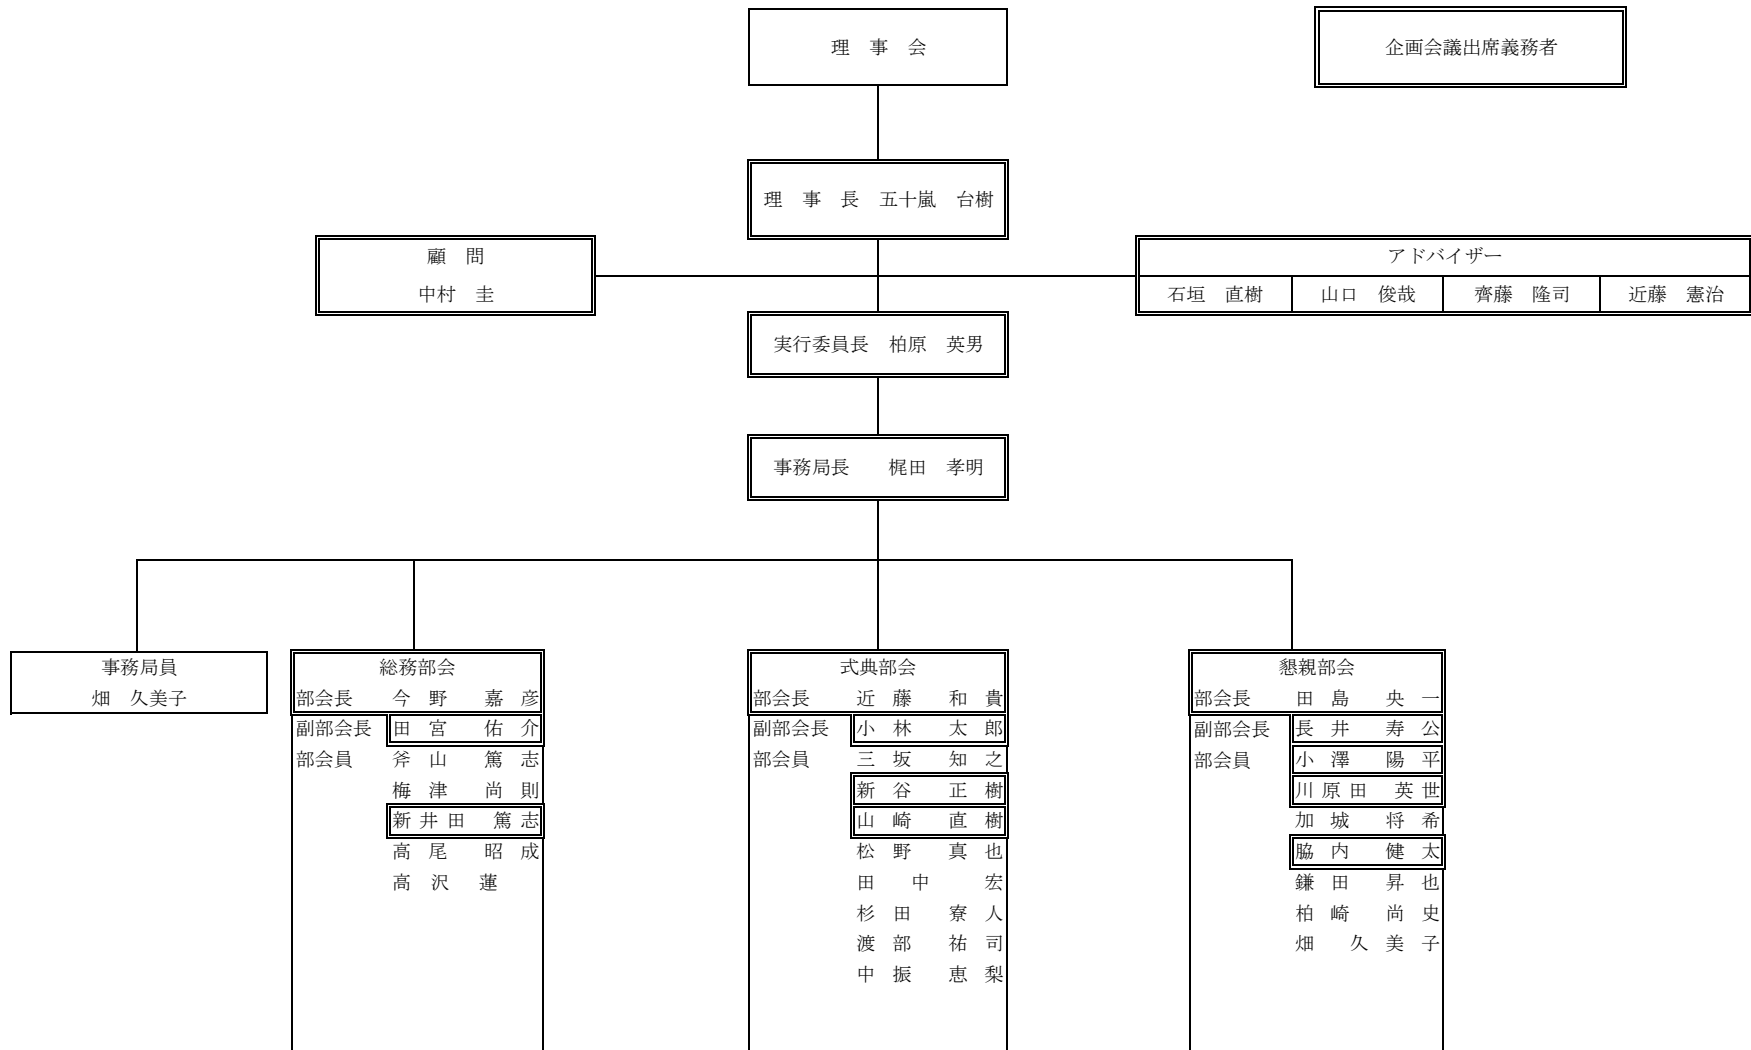 理　事　会
企画会議出席義務者
理　事　長　五十嵐　台樹
顧　問
中村　圭
アドバイザー
石垣　直樹　山口　俊哉　齊藤　隆司　近藤　憲治
実行委員長　柏原　英男
事務局長　　梶田　孝明
事務局員
畑　久美子
総務部会
部会長　今野　嘉彦
副部会長　田宮　佑介
部会員　斧山　篤志
梅津　尚則
新井田　篤志
高尾　昭成
高沢　蓮
式典部会
部会長　近藤　和貴
副部会長　小林　太郎
部会員　三坂　知之
新谷　正樹
山崎　直樹
松野　真也
田中　宏
杉田　寮人
渡部　祐司
中振　恵梨
懇親部会
部会長　田島　央一
副部会長　長井　寿公
部会員　小澤　陽平
川原田　英世
加城　将希
脇内　健太
鎌田　昇也
柏崎　尚史
畑　久美子